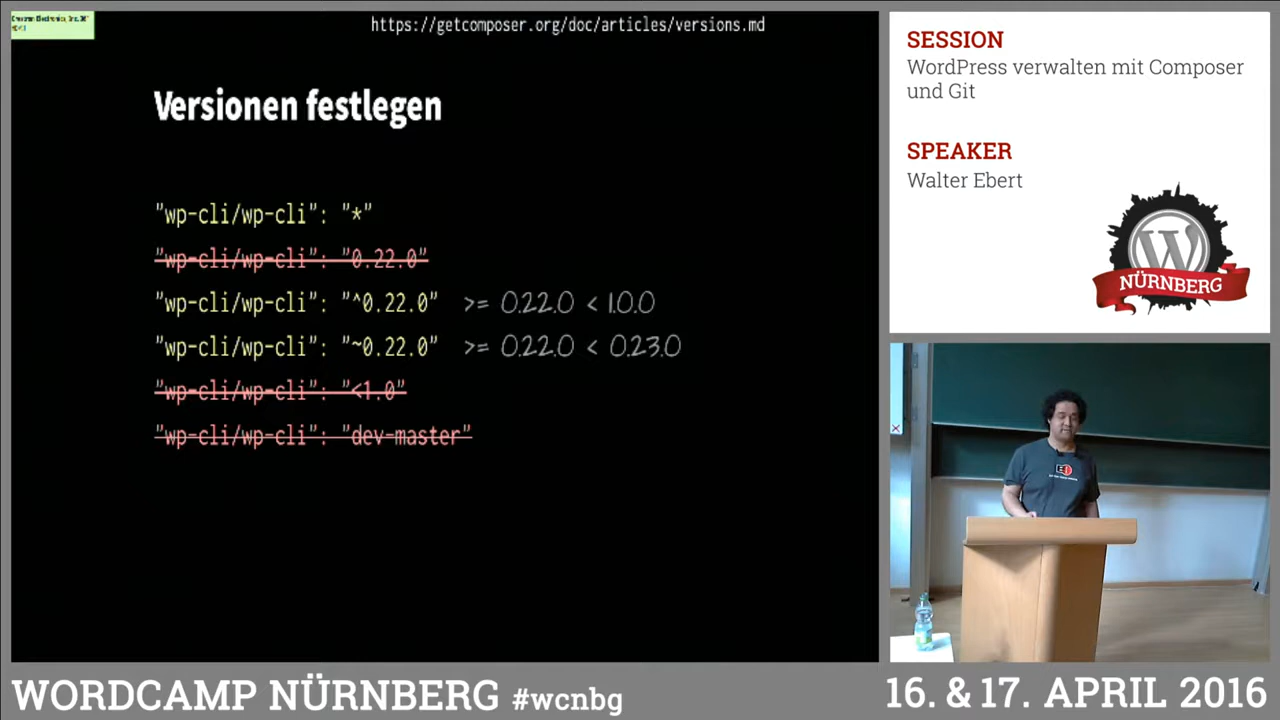 https://getcomposer.org/doc/articles/versions.md
Versionen festlegen
"wp-cli/wp-cli": "*"
"wp-cli/wp-cli": "0.22.0"
"wp-cli/wp-cli": "^0.22.0" >= 0.22.0 < 1.0.0
"wp-cli/wp-cli": "~0.22.0" >= 0.22.0 < 0.23.0
"wp-cli/wp-cli": "<1.0"
"wp-cli/wp-cli": "dev-master"
SESSION
WordPress verwalten mit Composer
und Git
SPEAKER
Walter Ebert
W
NÜRNBERG
WORDCAMP NÜRNBERG #wcnbg
16. & 17. APRIL 2016